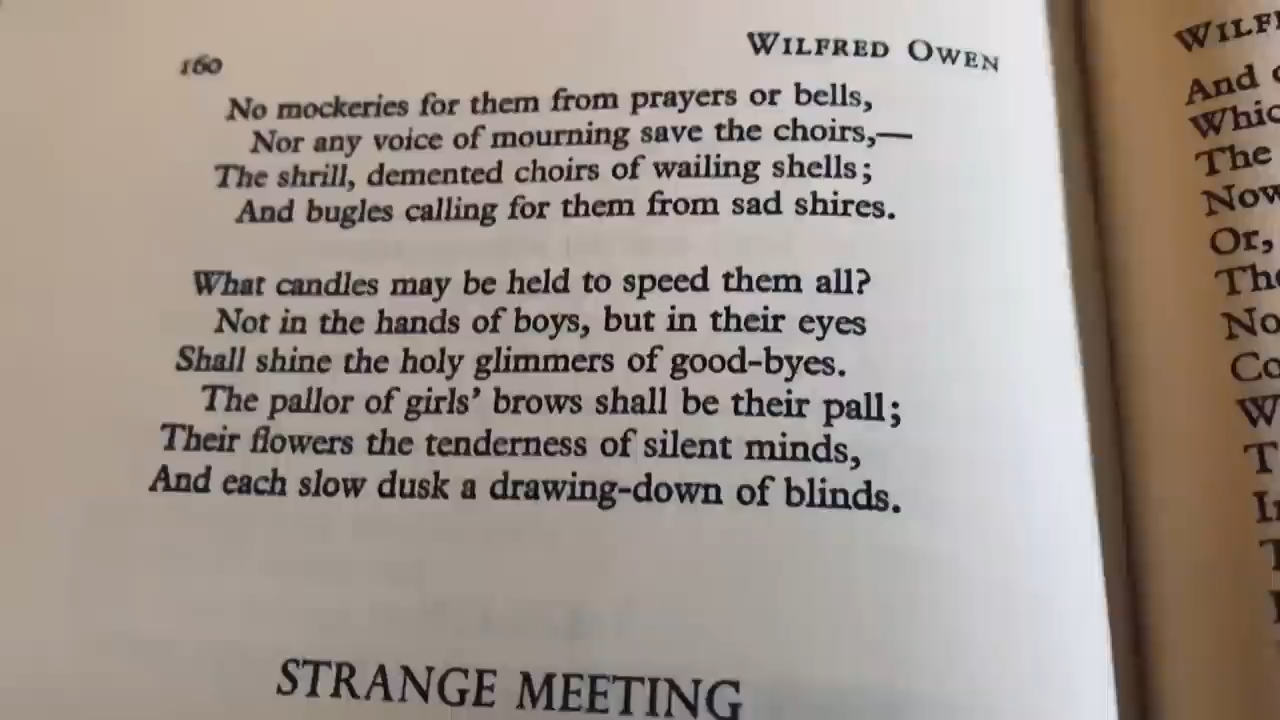 160
WILFRED OWEN
No mockeries for them from prayers or bells,
Nor any voice of mourning save the choirs,—
The shrill, demented choirs of wailing shells;
And bugles calling for them from sad shires.
What candles may be held to speed them all?
Not in the hands of boys, but in their eyes
Shall shine the holy glimmers of good-byes.
The pallor of girls' brows shall be their pall;
Their flowers the tenderness of silent minds,
And each slow dusk a drawing-down of blinds.
STRANGE MEETING
And
The
Now
Or,